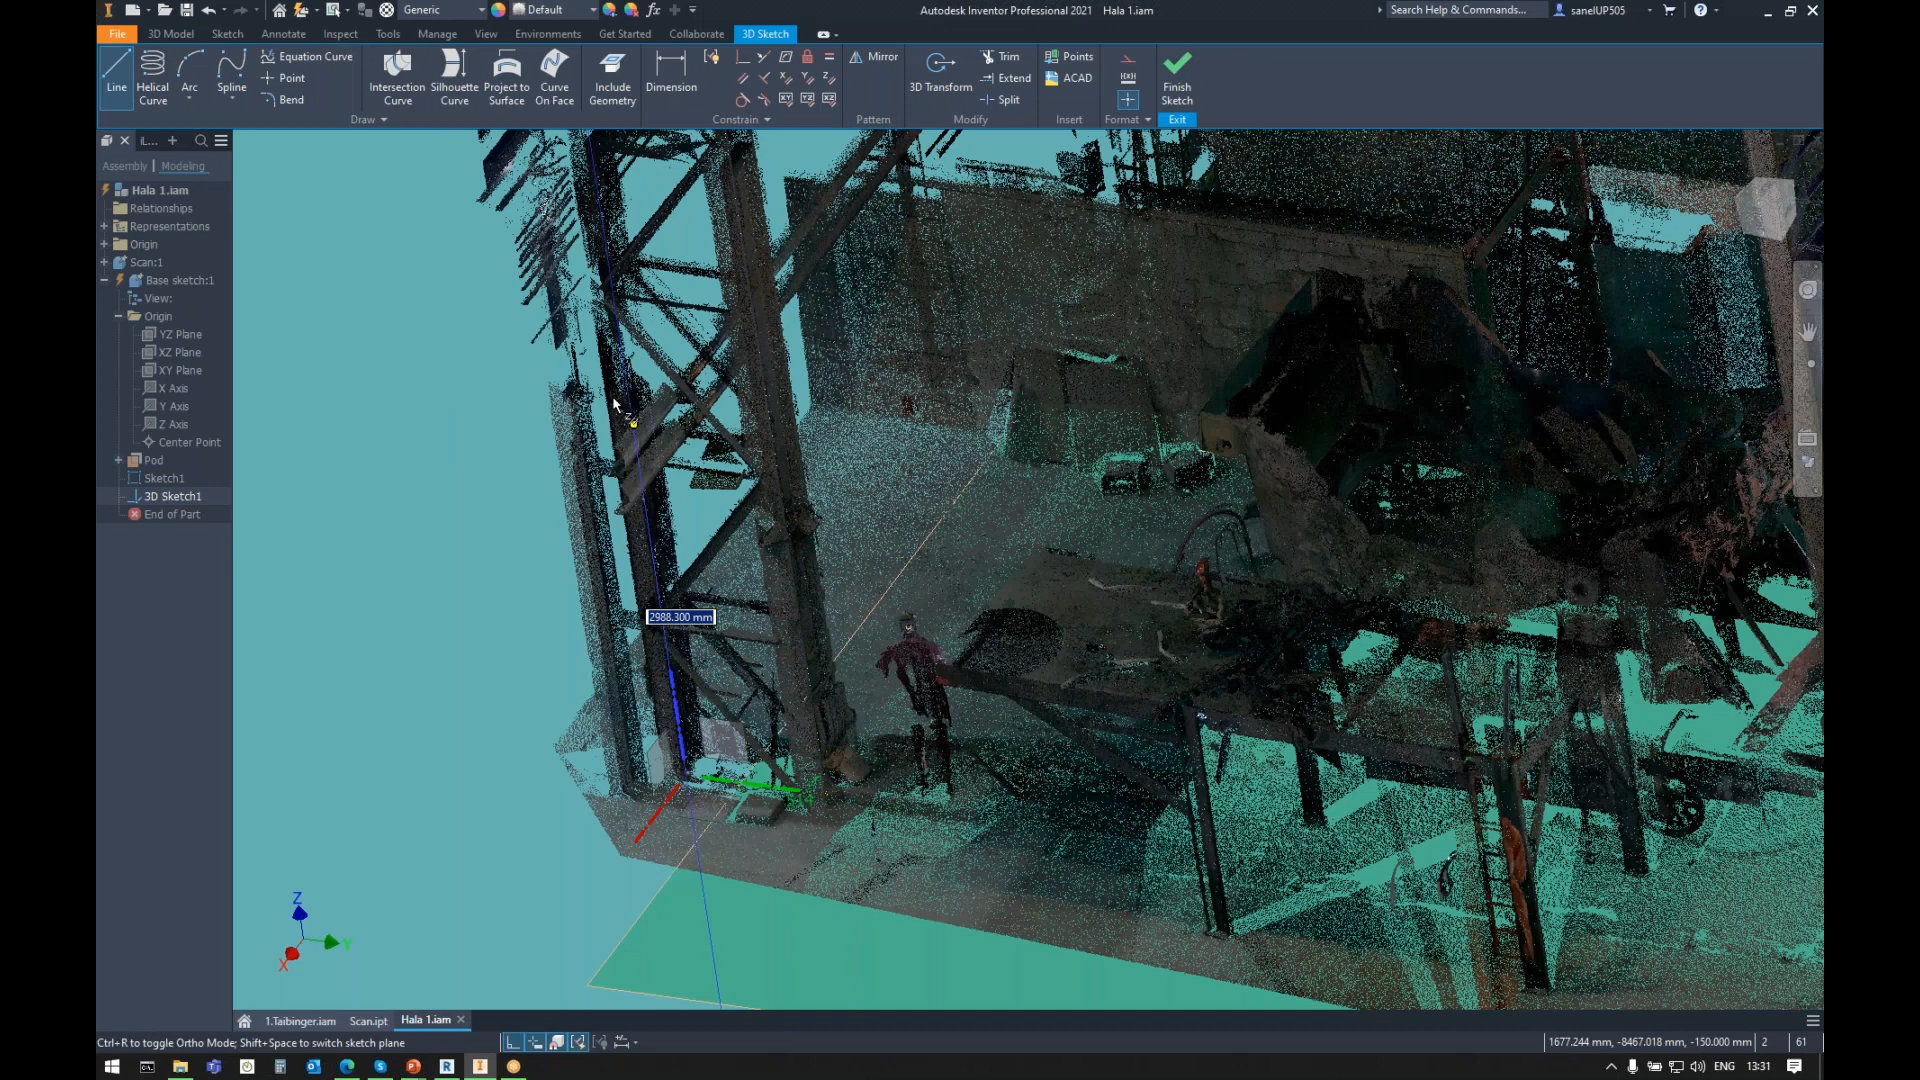 Generic
Default
fx
Autodesk Inventor Professional 2021 Hala 1.iam
Search Help & Commands...
sanelUP505
File 3D Model Sketch Annotate Inspect Tools Manage View Environments Get Started Collaborate 3D Sketch
Line
Helical Curve
Arc
Spline
Equation Curve
Point
Bend
Intersection Curve
Silhouette Curve
Project to Surface
Curve On Face
Include Geometry
Dimension
Mirror
3D Transform
Trim
Extend
Split
Points
ACAD
Finish Sketch
Draw
Constrain
Pattern
Modify
Insert
Format
Exit
Assembly | Modeling
Hala 1.iam
Relationships
Representations
Origin
Scan:1
Base sketch:1
View:
Origin
YZ Plane
XZ Plane
XY Plane
X Axis
Y Axis
Z Axis
Center Point
Pod
Sketch1
3D Sketch1
End of Part
2988.300 mm
Z
Y
X
1.Taibinger.iam Scan.ipt Hala 1.iam
Ctrl+R to toggle Ortho Mode; Shift+Space to switch sketch plane
1677.244 mm, -8467.018 mm, -150.000 mm 2 61
ENG 13:31